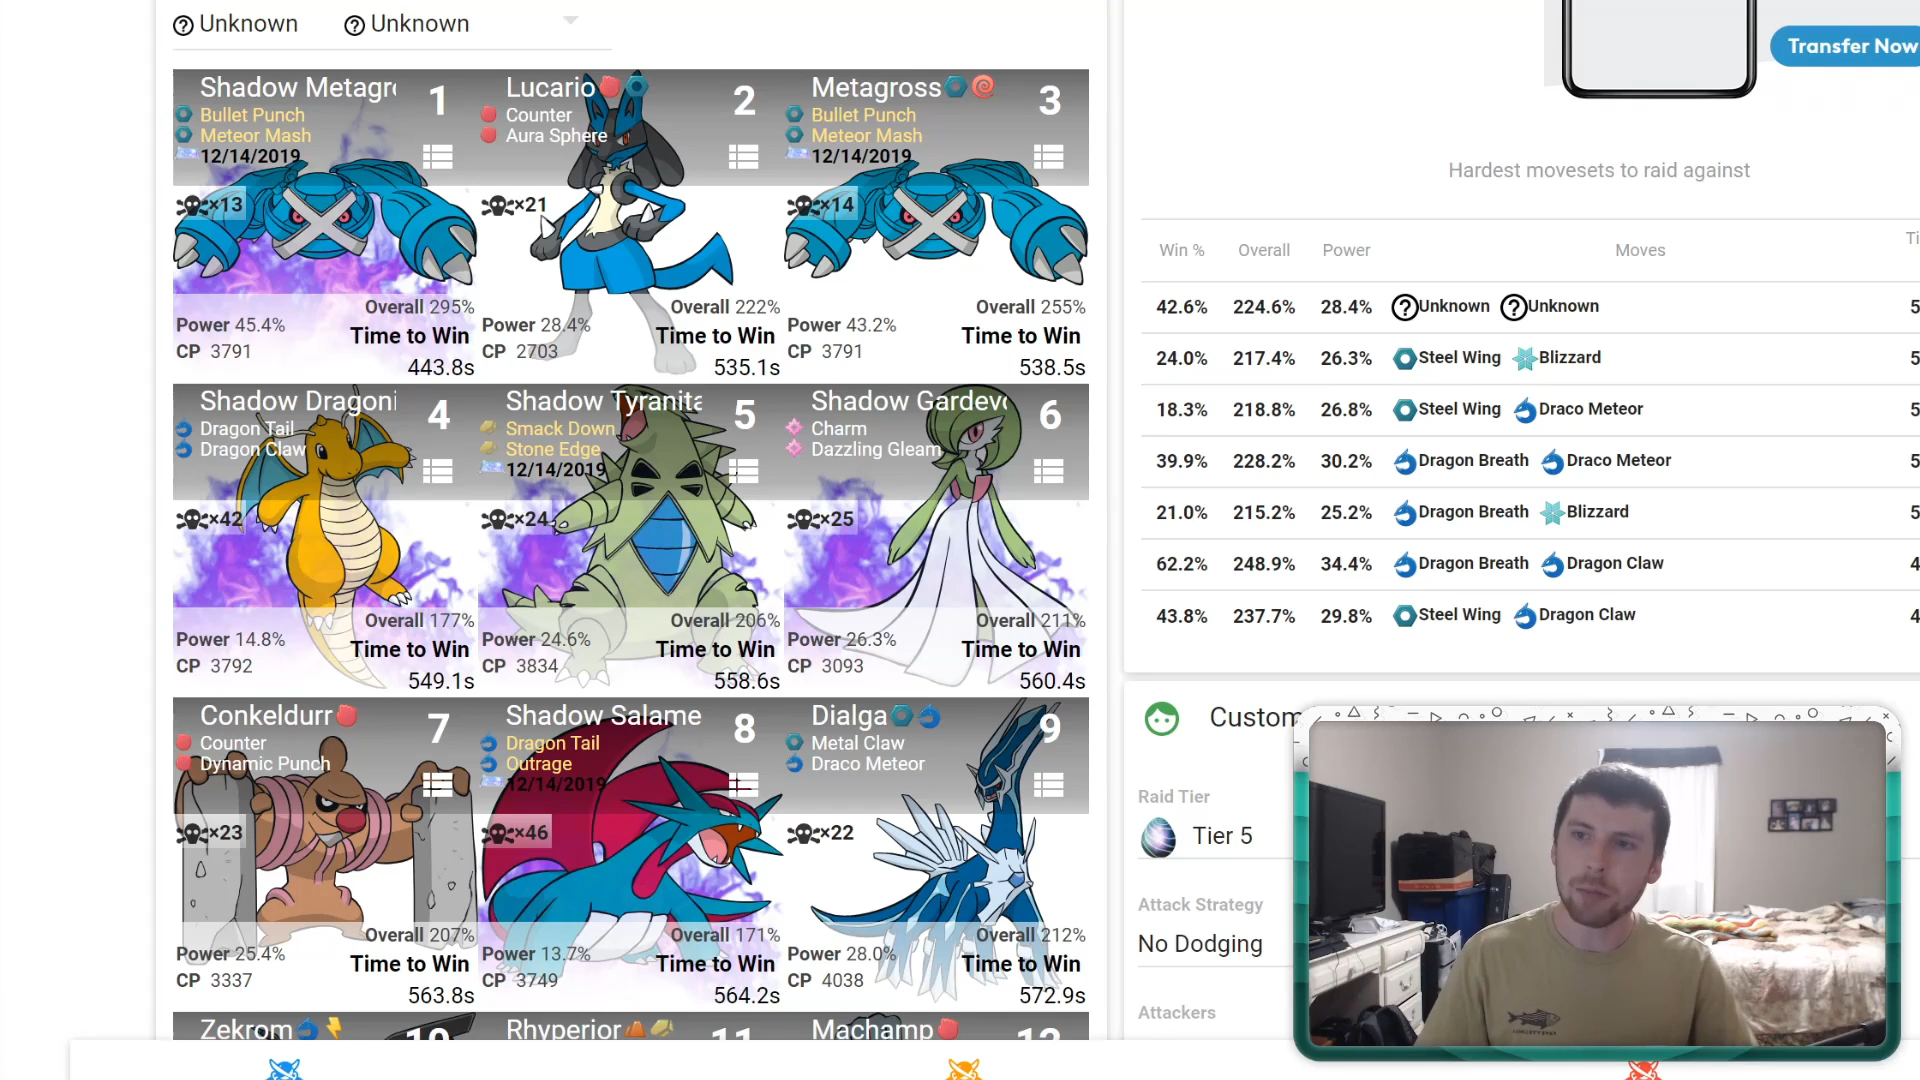 Unknown Unknown
Transfer Now
Shadow Metagr
1
Bullet Punch
Meteor Mash
12/14/2019
×13
Overall 295%
Power 45.4%
Time to Win
CP 3791
443.8s
Lucario
2
Counter
Aura Sphere
×21
Overall 222%
Power 28.4%
Time to Win
CP 2703
535.1s
Metagross
3
Bullet Punch
Meteor Mash
12/14/2019
×14
Overall 255%
Power 43.2%
Time to Win
CP 3791
538.5s
Shadow Dragoni
4
Dragon Tail
Dragon Claw
×42
Overall 177%
Power 14.8%
Time to Win
CP 3792
549.1s
Shadow Tyranita
5
Smack Down
Stone Edge
12/14/2019
×24
Overall 206%
Power 24.6%
Time to Win
CP 3834
558.6s
Shadow Gardevo
6
Charm
Dazzling Gleam
×25
Overall 211%
Power 26.3%
Time to Win
CP 3093
560.4s
Conkeldurr
7
Counter
Dynamic Punch
×23
Overall 207%
Power 25.4%
Time to Win
CP 3337
563.8s
Shadow Salame
8
Dragon Tail
Outrage
12/14/2019
×46
Overall 171%
Power 13.7%
Time to Win
CP 3749
564.2s
Dialga
9
Metal Claw
Draco Meteor
×22
Overall 212%
Power 28.0%
Time to Win
CP 4038
572.9s
Zekrom 10
Rhyperior 11
Machamp 12
Hardest movesets to raid against
Win % Overall Power Moves Ti
42.6% 224.6% 28.4% Unknown Unknown 5
24.0% 217.4% 26.3% Steel Wing Blizzard 5
18.3% 218.8% 26.8% Steel Wing Draco Meteor 5
39.9% 228.2% 30.2% Dragon Breath Draco Meteor 5
21.0% 215.2% 25.2% Dragon Breath Blizzard 5
62.2% 248.9% 34.4% Dragon Breath Dragon Claw 4
43.8% 237.7% 29.8% Steel Wing Dragon Claw 4
Custom
Raid Tier
Tier 5
Attack Strategy
No Dodging
Attackers